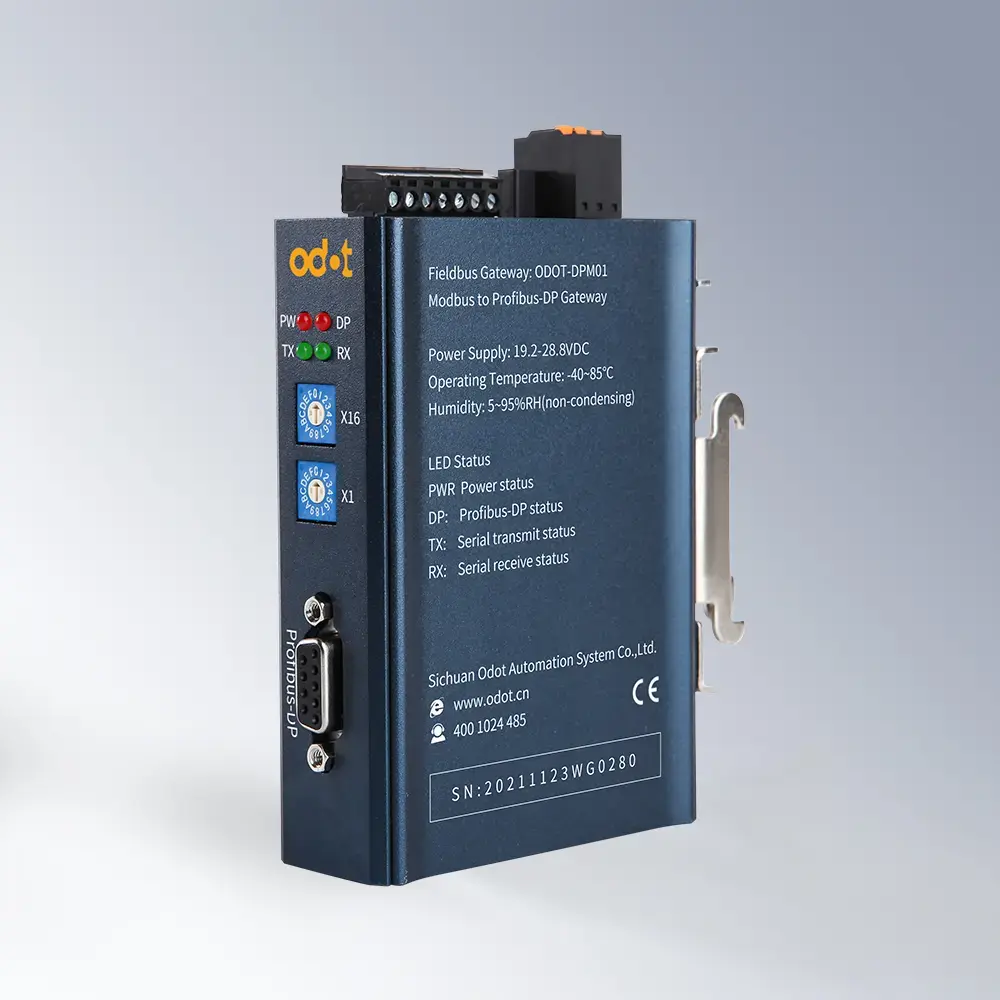 odot
PW DP
TX RX
X16
X1
Profibus-DP
Fieldbus Gateway: ODOT-DPM01
Modbus to Profibus-DP Gateway
Power Supply: 19.2-28.8VDC
Operating Temperature: -40~85°C
Humidity: 5~95%RH(non-condensing)
LED Status
PWR Power status
DP: Profibus-DP status
TX: Serial transmit status
RX: Serial receive status
Sichuan Odot Automation System Co.,Ltd.
www.odot.cn
400 1024 485
CE
SN:20211123WG0280